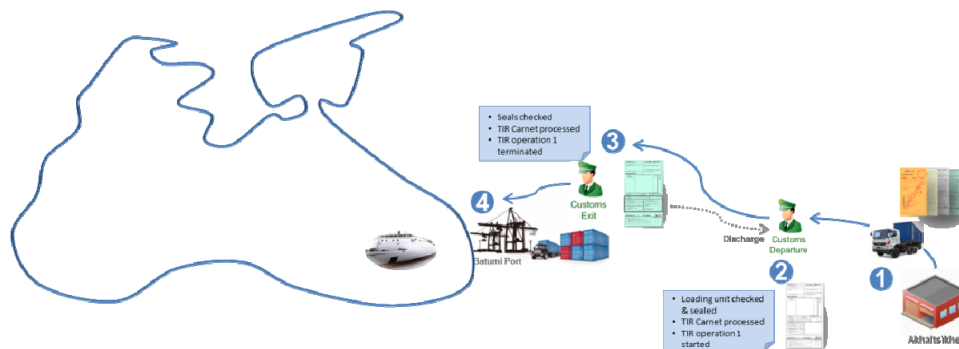 • Seals checked
• TIR Carnet processed
• TIR operation 1
terminated
3
4
Customs
Exit
Batumi Port
Discharge
Customs
Departure
1
2
• Loading unit checked
& sealed
• TIR Carnet processed
• TIR operation 1
started
Akhaltsikhe